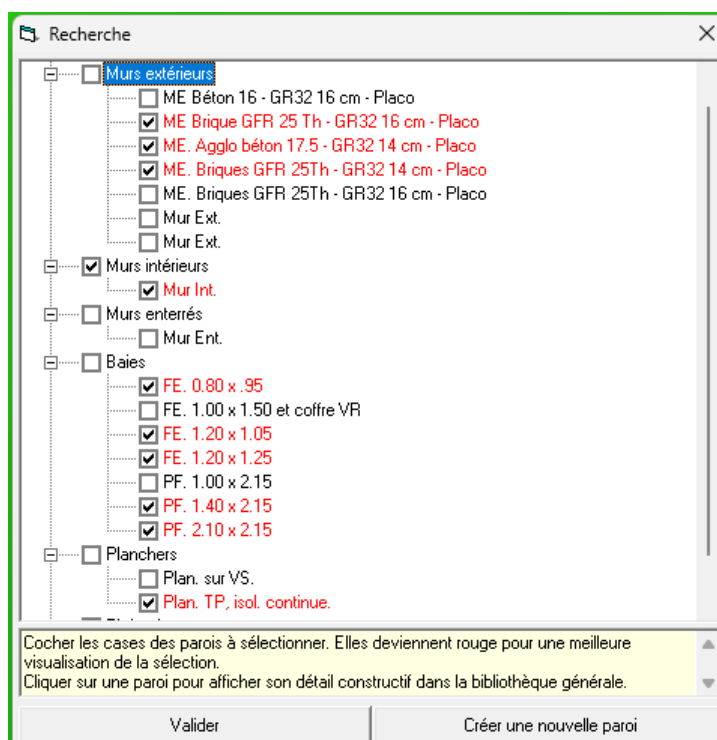 Recherche
Murs extérieurs
ME Béton 16 - GR32 16 cm - Placo
ME Brique GFR 25 Th - GR32 16 cm - Placo
ME. Agglo béton 17.5 - GR32 14 cm - Placo
ME. Briques GFR 25Th - GR32 14 cm - Placo
ME. Briques GFR 25Th - GR32 16 cm - Placo
Mur Ext.
Mur Ext.
Murs intérieurs
Mur Int.
Murs enterrés
Mur Ent.
Baies
FE. 0.80 x .95
FE. 1.00 x 1.50 et coffre VR
FE. 1.20 x 1.05
FE. 1.20 x 1.25
PF. 1.00 x 2.15
PF. 1.40 x 2.15
PF. 2.10 x 2.15
Planchers
Plan. sur VS.
Plan. TP, isol. continue.
Cocher les cases des parois à sélectionner. Elles deviennent rouge pour une meilleure
visualisation de la sélection.
Cliquer sur une paroi pour afficher son détail constructif dans la bibliothèque générale.
Valider
Créer une nouvelle paroi